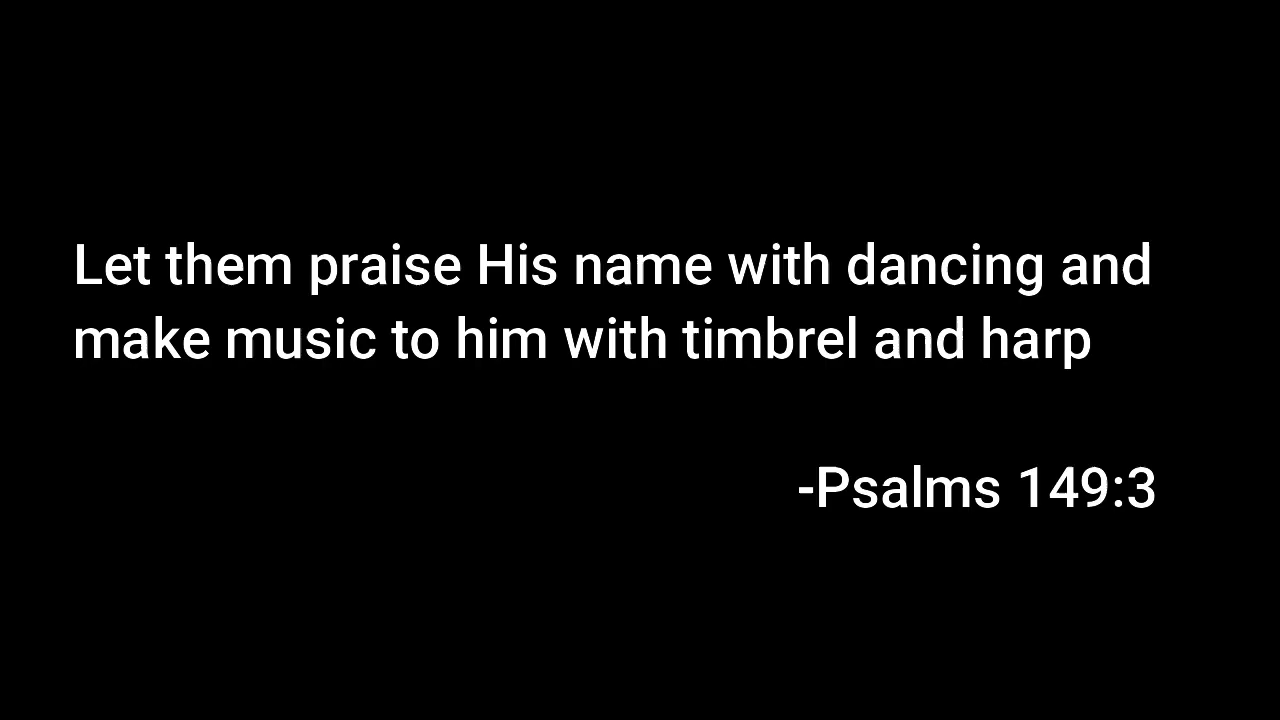 Let them praise His name with dancing and
make music to him with timbrel and harp
-Psalms 149:3